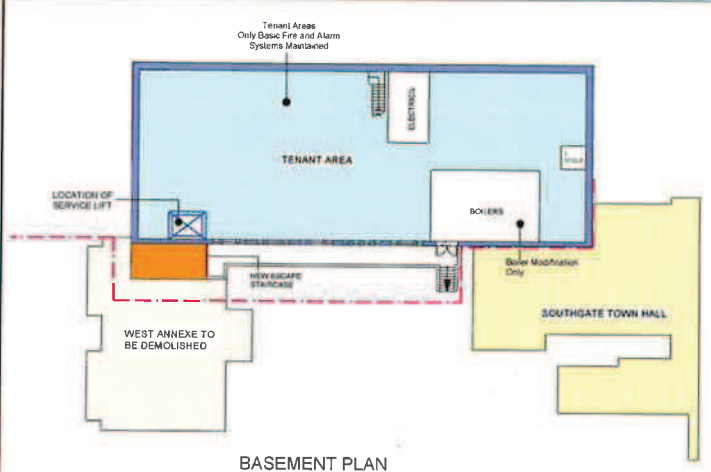 Tenant Areas
Only Basic Fire and Alarm
Systems Maintained
ELECTRICS
TENANT AREA
LOCATION OF
SERVICE LIFT
BOILERS
NEW ESCAPE
STAIRCASE
Boiler Modification
Only
SOUTHGATE TOWN HALL
WEST ANNEXE TO
BE DEMOLISHED
BASEMENT PLAN